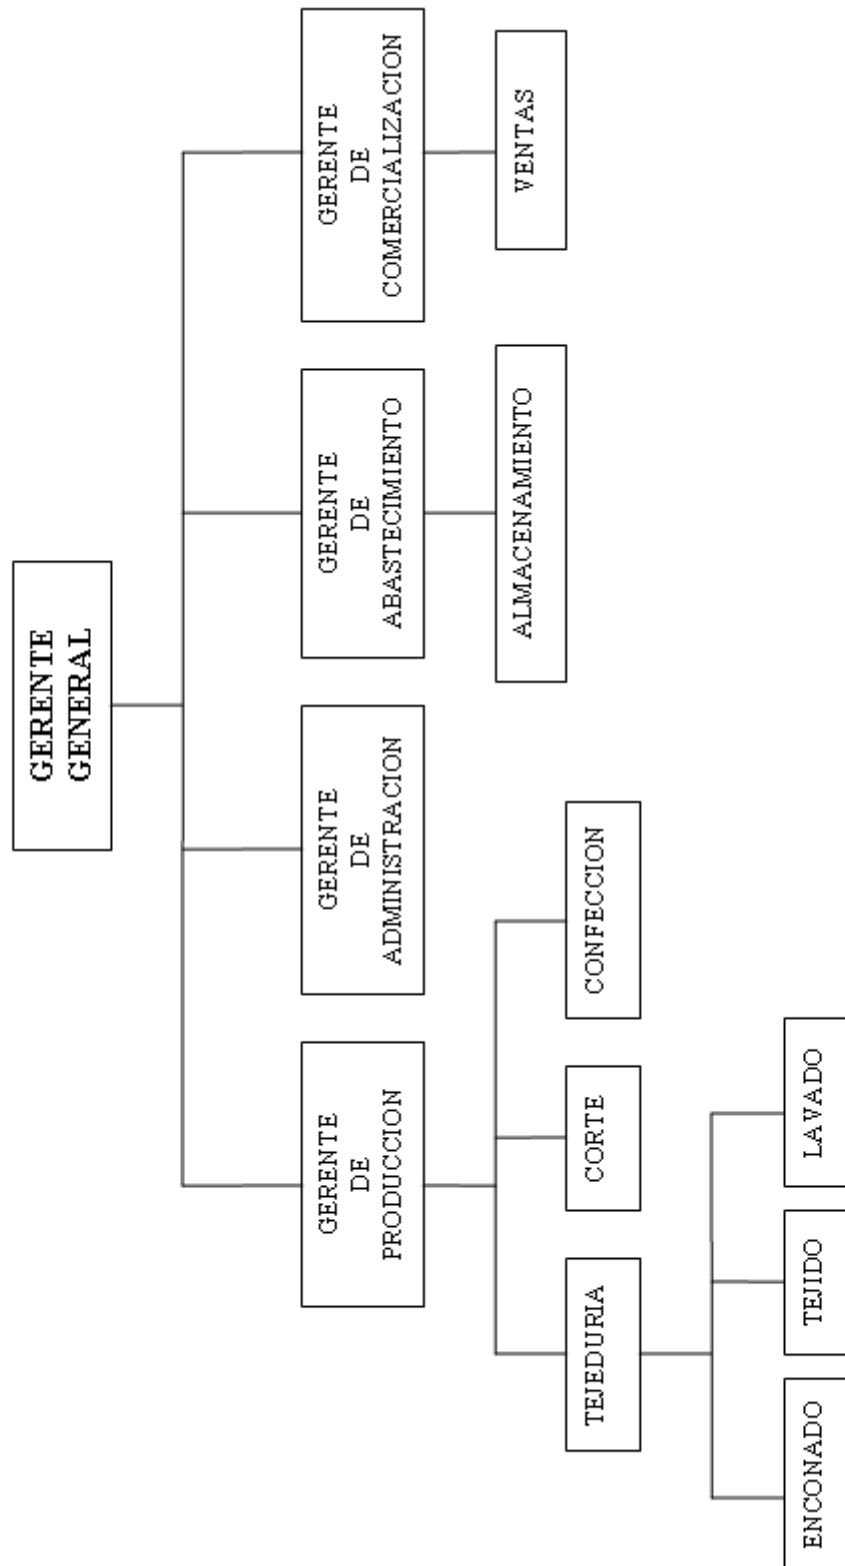 GERENTE
GENERAL
GERENTE
DE
PRODUCCION
GERENTE
DE
ADMINISTRACION
GERENTE
DE
ABASTECIMIENTO
GERENTE
DE
COMERCIALIZACION
ALMACENAMIENTO
VENTAS
TEJEDURIA
CORTE
CONFECCION
ENCONADO
TEJIDO
LAVADO